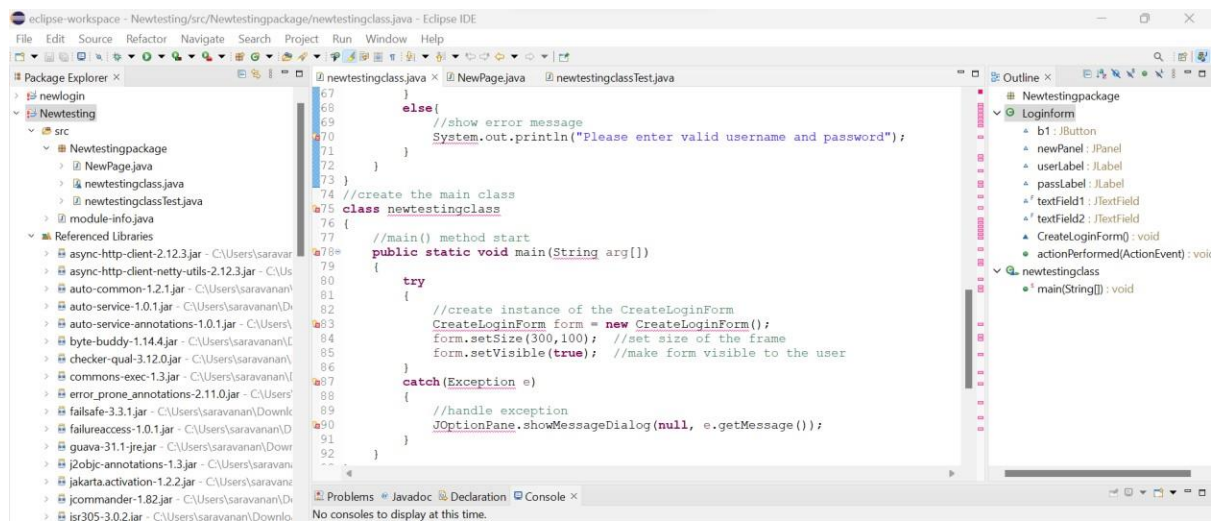 eclipse-workspace - Newtesting/src/Newtestingpackage/newtestingclass.java - Eclipse IDE
File Edit Source Refactor Navigate Search Project Run Window Help
Package Explorer ×
newlogin
Newtesting
src
Newtestingpackage
NewPage.java
newtestingclass.java
newtestingclassTest.java
module-info.java
Referenced Libraries
async-http-client-2.12.3.jar - C:\Users\saravar
async-http-client-netty-utils-2.12.3.jar - C:\Us
auto-common-1.2.1.jar - C:\Users\saravanan\
auto-service-1.0.1.jar - C:\Users\saravanan\Do
auto-service-annotations-1.0.1.jar - C:\Users\
byte-buddy-1.14.4.jar - C:\Users\saravanan\D
checker-qual-3.12.0.jar - C:\Users\saravanan\
commons-exec-1.3.jar - C:\Users\saravanan\
error_prone_annotations-2.11.0.jar - C:\Users'
failsafe-3.3.1.jar - C:\Users\saravanan\Downlc
failureaccess-1.0.1.jar - C:\Users\saravanan\D
guava-31.1-jre.jar - C:\Users\saravanan\Dowr
j2objc-annotations-1.3.jar - C:\Users\saravana
jakarta.activation-1.2.2.jar - C:\Users\saravana
jcommander-1.82.jar - C:\Users\saravanan\Do
jsr305-3.0.2.jar - C:\Users\saravanan\Downlo
newtestingclass.java × NewPage.java newtestingclassTest.java
67 }
68 else{
69 //show error message
70 System.out.println("Please enter valid username and password");
71 }
72 }
73 }
74 //create the main class
75 class newtestingclass
76 {
77 //main() method start
78 public static void main(String arg[])
79 {
80 try
81 {
82 //create instance of the CreateLoginForm
83 CreateLoginForm form = new CreateLoginForm();
84 form.setSize(300,100); //set size of the frame
85 form.setVisible(true); //make form visible to the user
86 }
87 catch(Exception e)
88 {
89 //handle exception
90 JOptionPane.showMessageDialog(null, e.getMessage());
91 }
92 }
Problems Javadoc Declaration Console ×
No consoles to display at this time.
Outline ×
Newtestingpackage
Loginform
b1 : JButton
newPanel : JPanel
userLabel : JLabel
passLabel : JLabel
textField1 : JTextField
textField2 : JTextField
CreateLoginForm() : void
actionPerformed(ActionEvent) : void
newtestingclass
main(String[]) : void